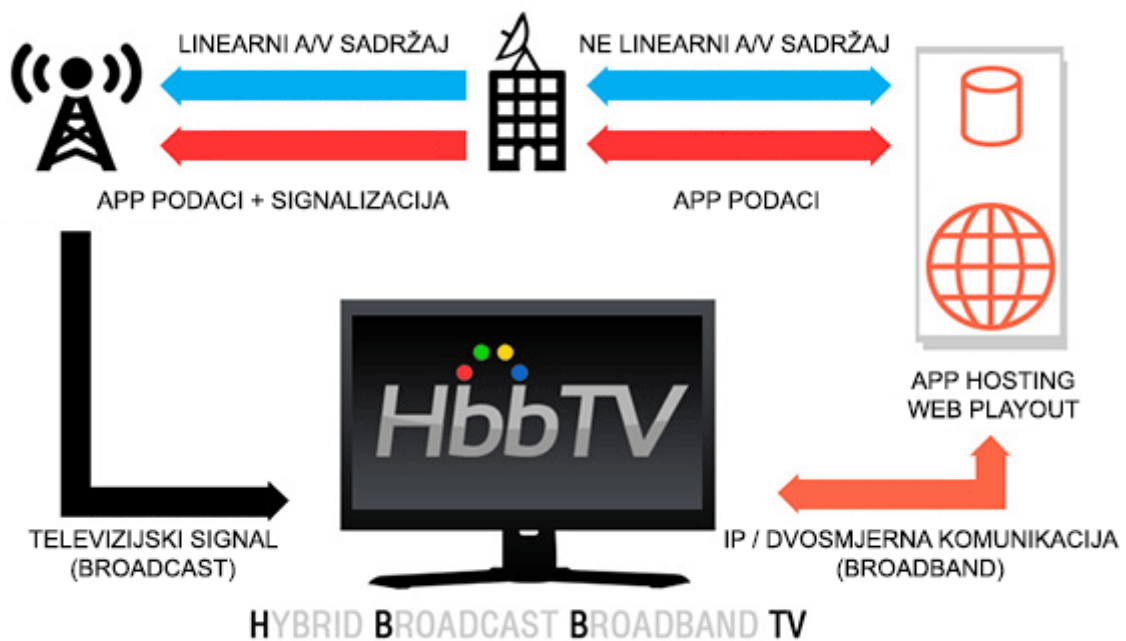 LINEARNI A/V SADRŽAJ
NE LINEARNI A/V SADRŽAJ
APP PODACI + SIGNALIZACIJA
APP PODACI
HbbTV
APP HOSTING
WEB PLAYOUT
TELEVIZIJSKI SIGNAL
(BROADCAST)
IP / DVOSMJERNA KOMUNIKACIJA
(BROADBAND)
HYBRID BROADCAST BROADBAND TV